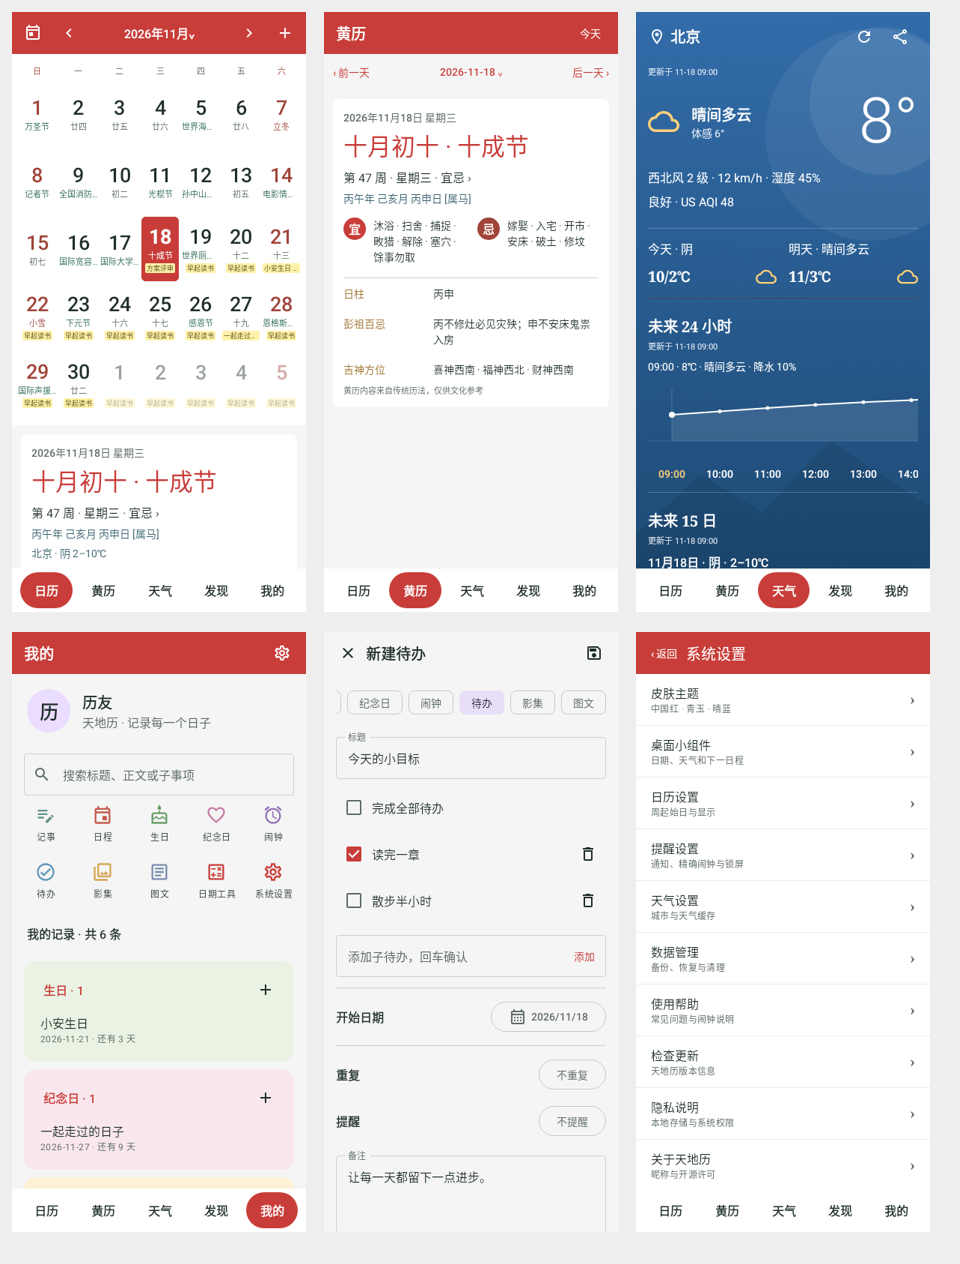 2026年11月
日 一 二 三 四 五 六
1 2 3 4 5 6 7
万圣节 廿四 廿五 廿六 世界海... 廿八 立冬
8 9 10 11 12 13 14
记者节 全国消防... 初二 光棍节 孙中山... 初五 电影情...
15 16 17 18 19 20 21
初七 国际宽容... 国际大学... 十成节 世界厕... 十二 十三
方案评审 早起读书 早起读书 小安生日 ...
22 23 24 25 26 27 28
小雪 下元节 十六 十七 感恩节 十九 恩格斯...
早起读书 早起读书 早起读书 早起读书 早起读书 一起走过... 早起读书
29 30 1 2 3 4 5
国际声援... 廿二
早起读书 早起读书 早起读书 早起读书 早起读书 早起读书 早起读书
2026年11月18日 星期三
十月初十 · 十成节
第 47 周 · 星期三 · 宜忌 ›
丙午年 己亥月 丙申日 [属马]
北京 · 阴 2–10℃
日历 黄历 天气 发现 我的
黄历 今天
‹ 前一天 2026-11-18 后一天 ›
2026年11月18日 星期三
十月初十 · 十成节
第 47 周 · 星期三 · 宜忌 ›
丙午年 己亥月 丙申日 [属马]
宜 沐浴 · 扫舍 · 捕捉 ·
畋猎 · 解除 · 塞穴 ·
馀事勿取
忌 嫁娶 · 入宅 · 开市 ·
安床 · 破土 · 修坟
日柱 丙申
彭祖百忌 丙不修灶必见灾殃；申不安床鬼祟
入房
吉神方位 喜神西南 · 福神西北 · 财神西南
黄历内容来自传统历法，仅供文化参考
日历 黄历 天气 发现 我的
北京
更新于 11-18 09:00
晴间多云
体感 6°
8°
西北风 2 级 · 12 km/h · 湿度 45%
良好 · US AQI 48
今天 · 阴 明天 · 晴间多云
10/2℃ 11/3℃
未来 24 小时
更新于 11-18 09:00
09:00 · 8℃ · 晴间多云 · 降水 10%
09:00 10:00 11:00 12:00 13:00 14:0
未来 15 日
更新于 11-18 09:00
11月18日 · 阴 · 2–10℃
日历 黄历 天气 发现 我的
我的
历 历友
天地历 · 记录每一个日子
搜索标题、正文或子事项
记事 日程 生日 纪念日 闹钟
待办 影集 图文 日期工具 系统设置
我的记录 · 共 6 条
生日 · 1
小安生日
2026-11-21 · 还有 3 天
纪念日 · 1
一起走过的日子
2026-11-27 · 还有 9 天
日历 黄历 天气 发现 我的
新建待办
纪念日 闹钟 待办 影集 图文
标题
今天的小目标
完成全部待办
读完一章
散步半小时
添加子待办，回车确认 添加
开始日期 2026/11/18
重复 不重复
提醒 不提醒
备注
让每一天都留下一点进步。
‹ 返回 系统设置
皮肤主题
中国红 · 青玉 · 晴蓝
桌面小组件
日期、天气和下一日程
日历设置
周起始日与显示
提醒设置
通知、精确闹钟与锁屏
天气设置
城市与天气缓存
数据管理
备份、恢复与清理
使用帮助
常见问题与闹钟说明
检查更新
天地历版本信息
隐私说明
本地存储与系统权限
关于天地历
昵称与开源许可
日历 黄历 天气 发现 我的